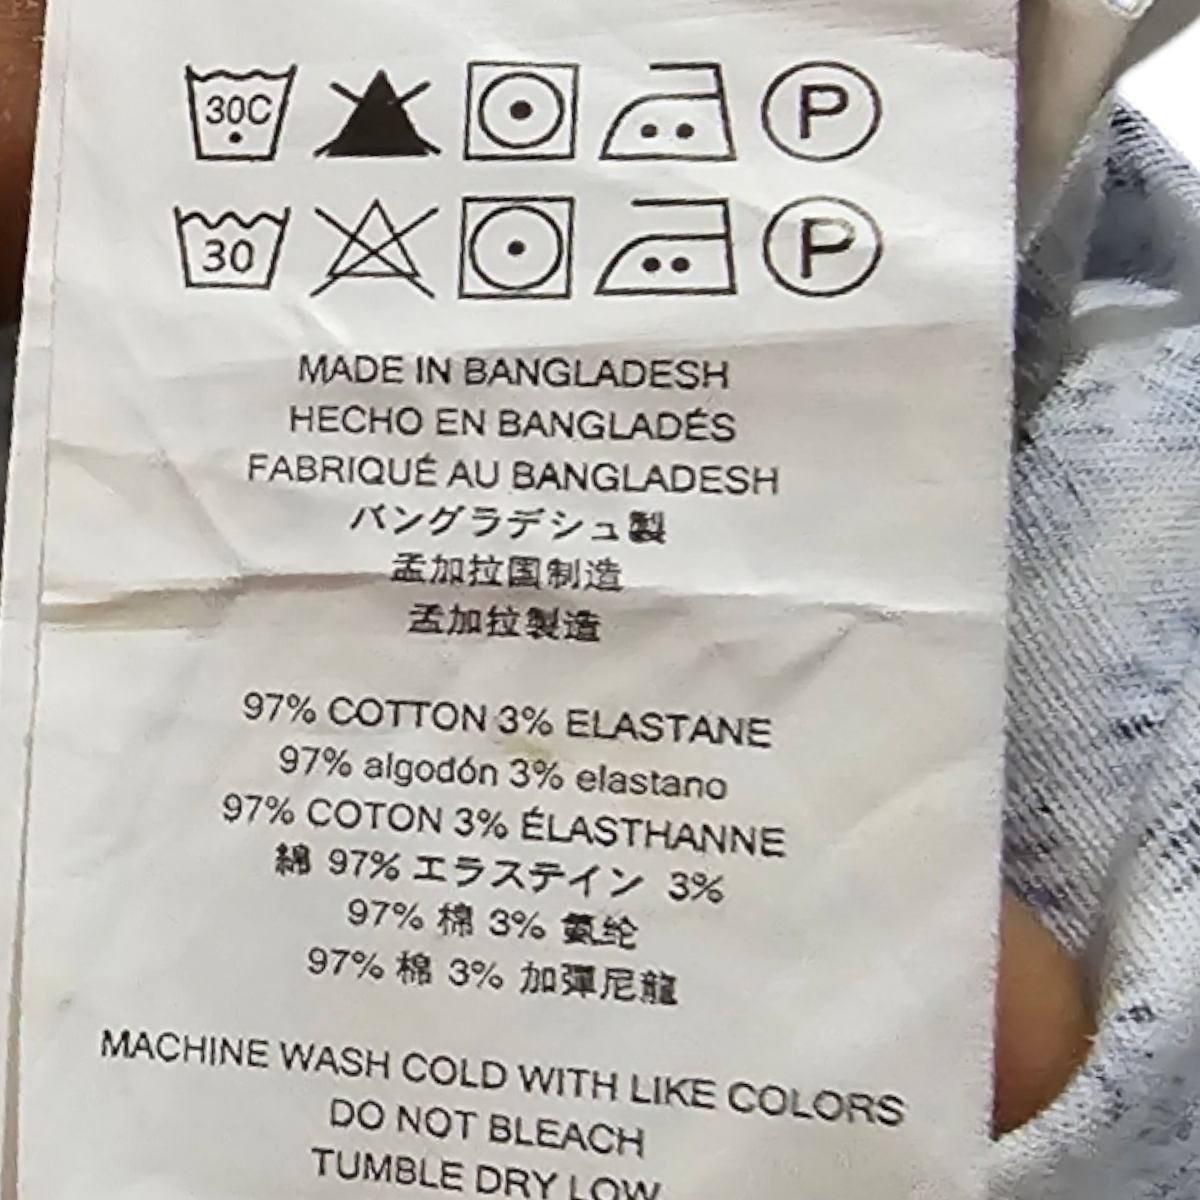 30C P
30 P
MADE IN BANGLADESH
HECHO EN BANGLADÉS
FABRIQUÉ AU BANGLADESH
バングラデシュ製
孟加拉国制造
孟加拉製造
97% COTTON 3% ELASTANE
97% algodón 3% elastano
97% COTON 3% ÉLASTHANNE
綿 97% エラステイン 3%
97% 棉 3% 氨纶
97% 棉 3% 加彈尼龍
MACHINE WASH COLD WITH LIKE COLORS
DO NOT BLEACH
TUMBLE DRY LOW